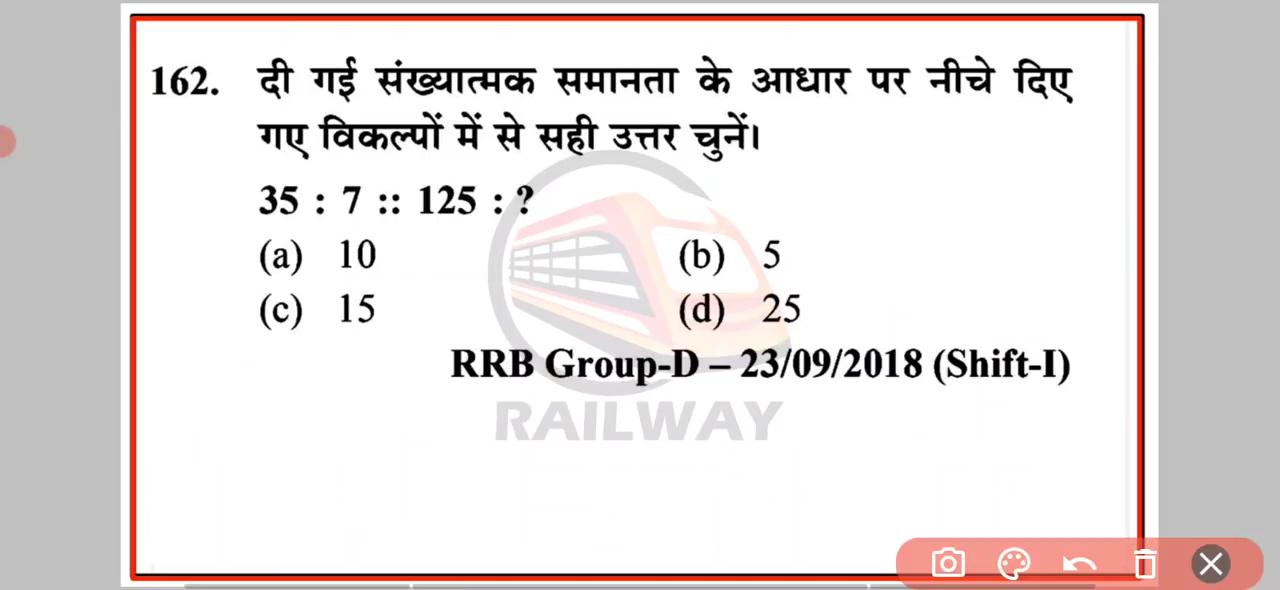 162. दी गई संख्यात्मक समानता के आधार पर नीचे दिए
गए विकल्पों में से सही उत्तर चुनें।
35 : 7 :: 125 : ?
(a) 10 (b) 5
(c) 15 (d) 25
RRB Group-D – 23/09/2018 (Shift-I)
RAILWAY